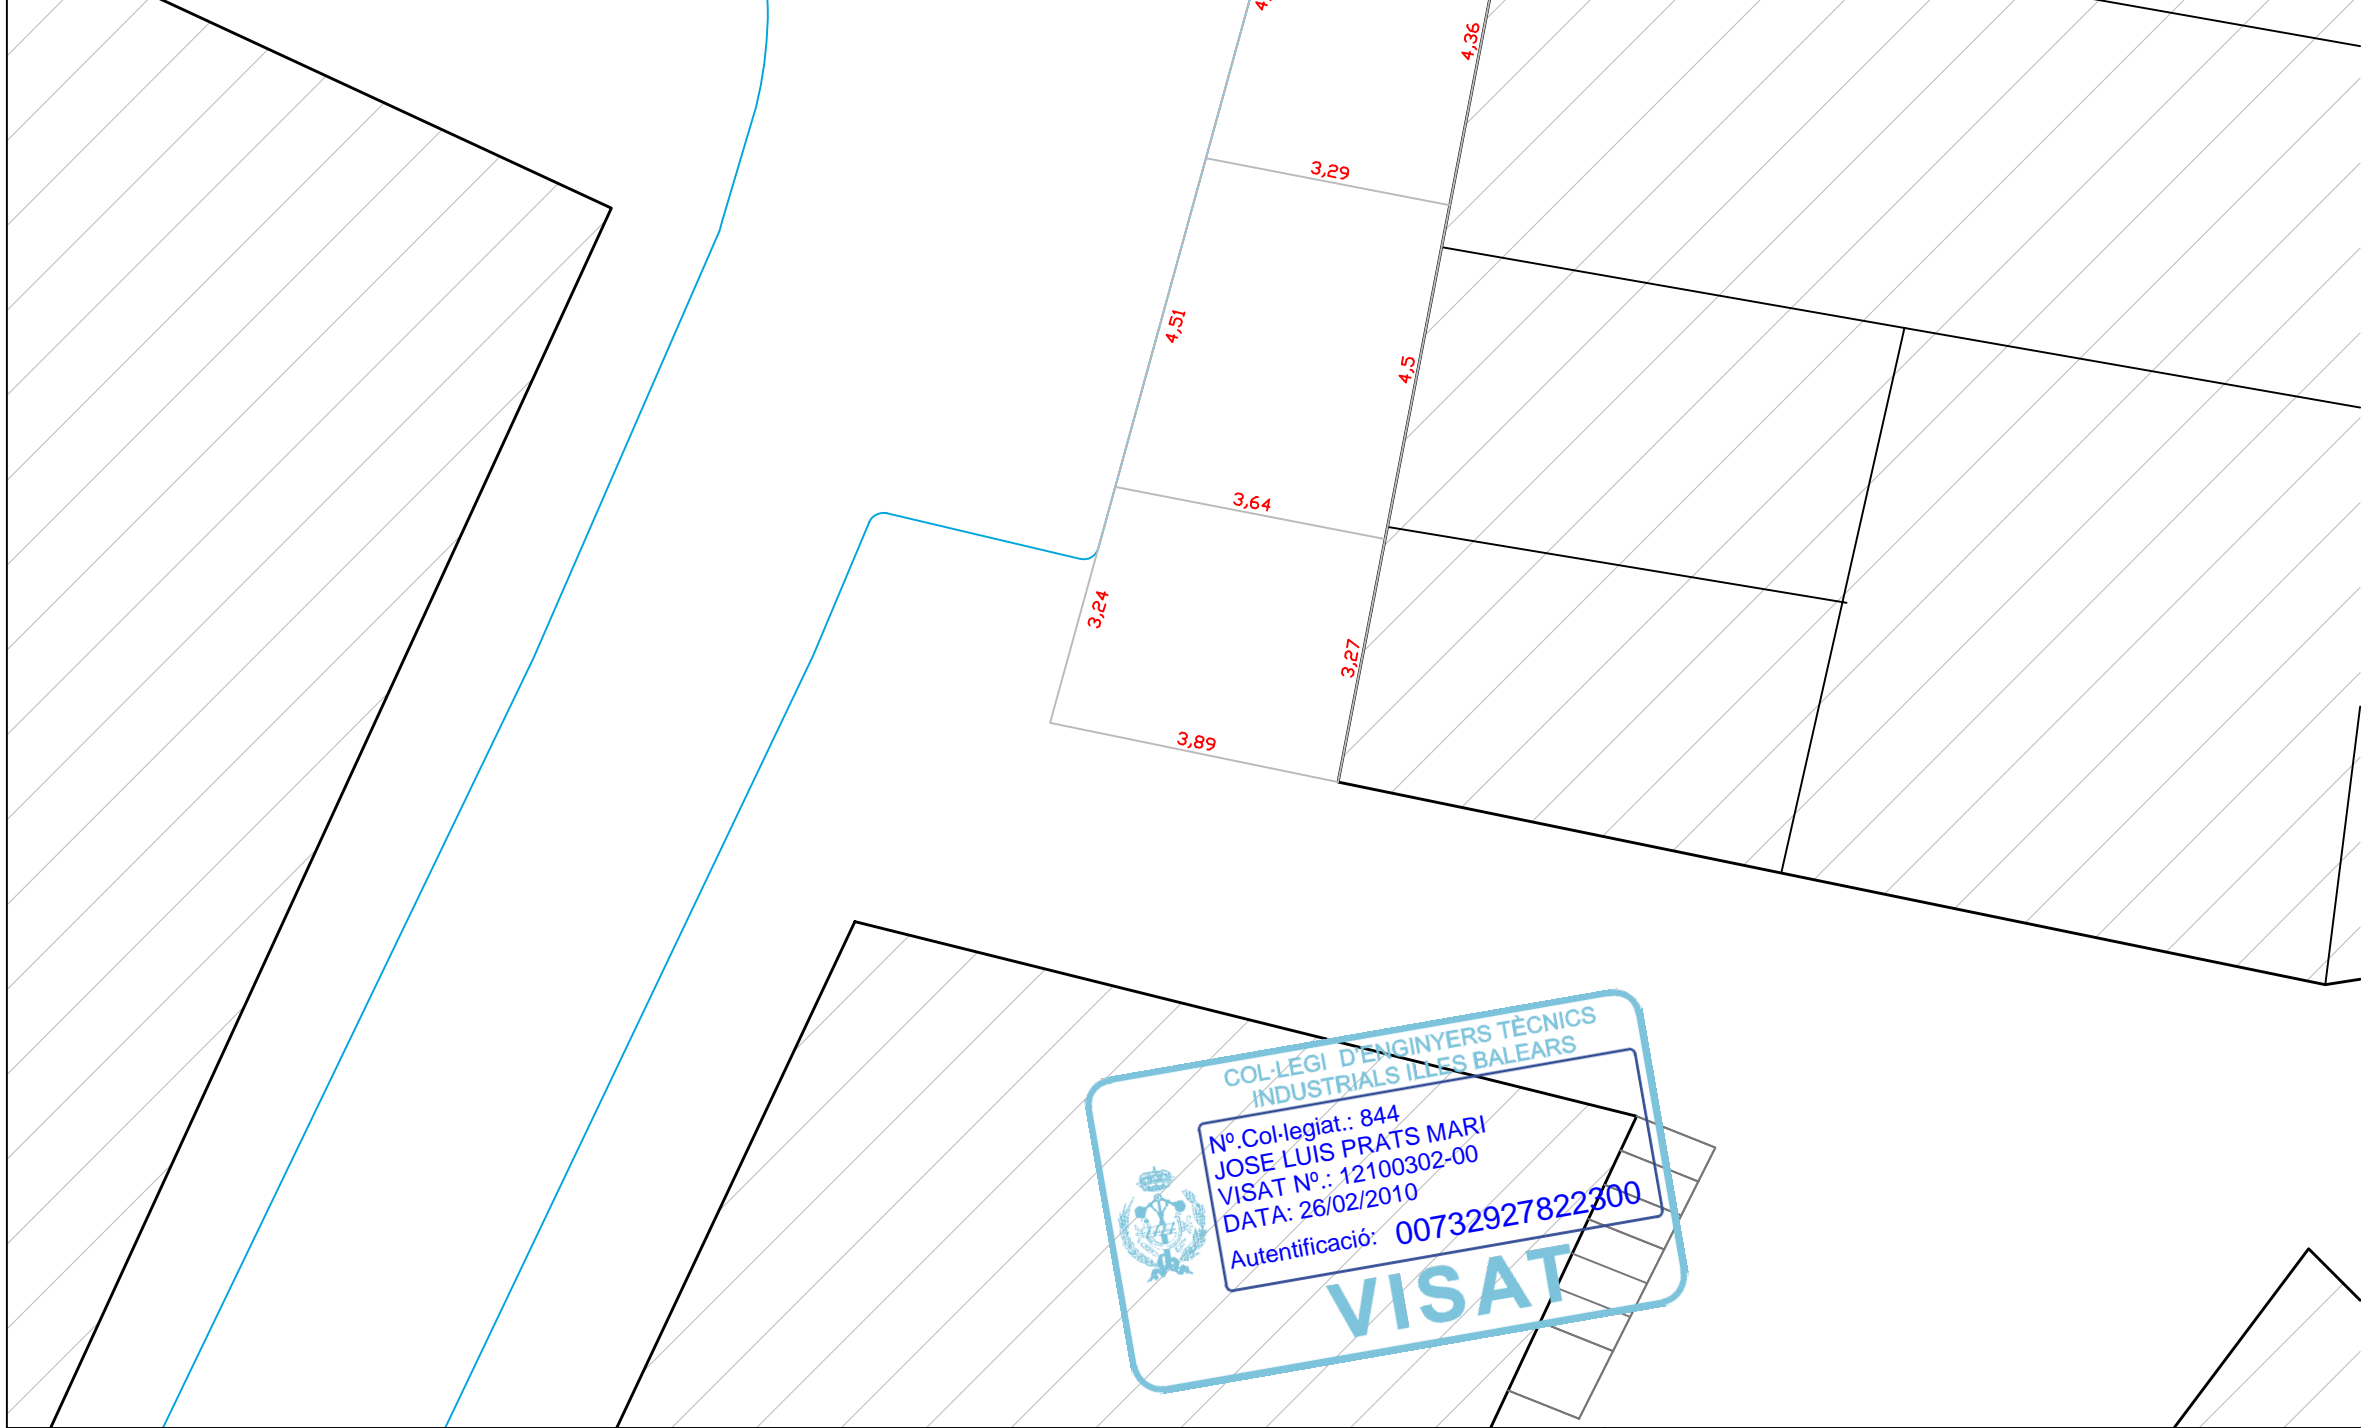 4,36
3,29
4,51
4,5
3,64
3,24
3,27
3,89
COL·LEGI D'ENGINYERS TÈCNICS
INDUSTRIALS ILLES BALEARS
Nº.Col·legiat.: 844
JOSE LUIS PRATS MARI
VISAT Nº.: 12100302-00
DATA: 26/02/2010
Autentificació: 00732927822300
VISAT